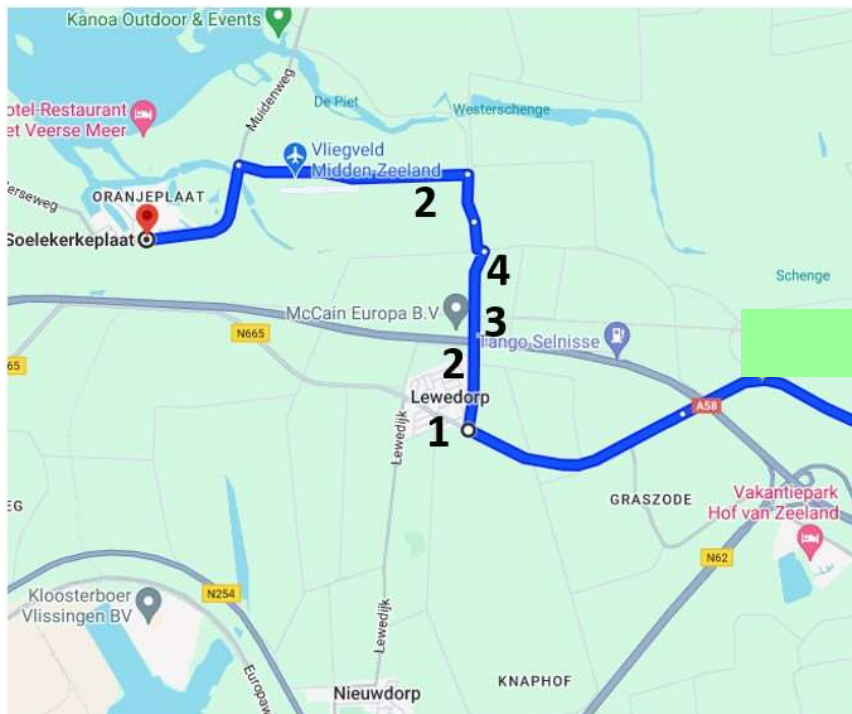 Kanoa Outdoor & Events
Muidenweg
De Piet
Westerschenge
otel-Restaurant
et Veerse Meer
Vliegveld
Midden Zeeland
erseweg
ORANJEPLAAT
2
Soelekerkeplaat
4
Schenge
McCain Europa B.V
3
N665
Tango Selnisse
65
2
Lewedorp
A58
1
Lewedijk
GRASZODE
Vakantiepark
Hof van Zeeland
EG
N62
N254
Kloosterboer
Vlissingen BV
Lewedijk
Europaw
KNAPHOF
Nieuwdorp